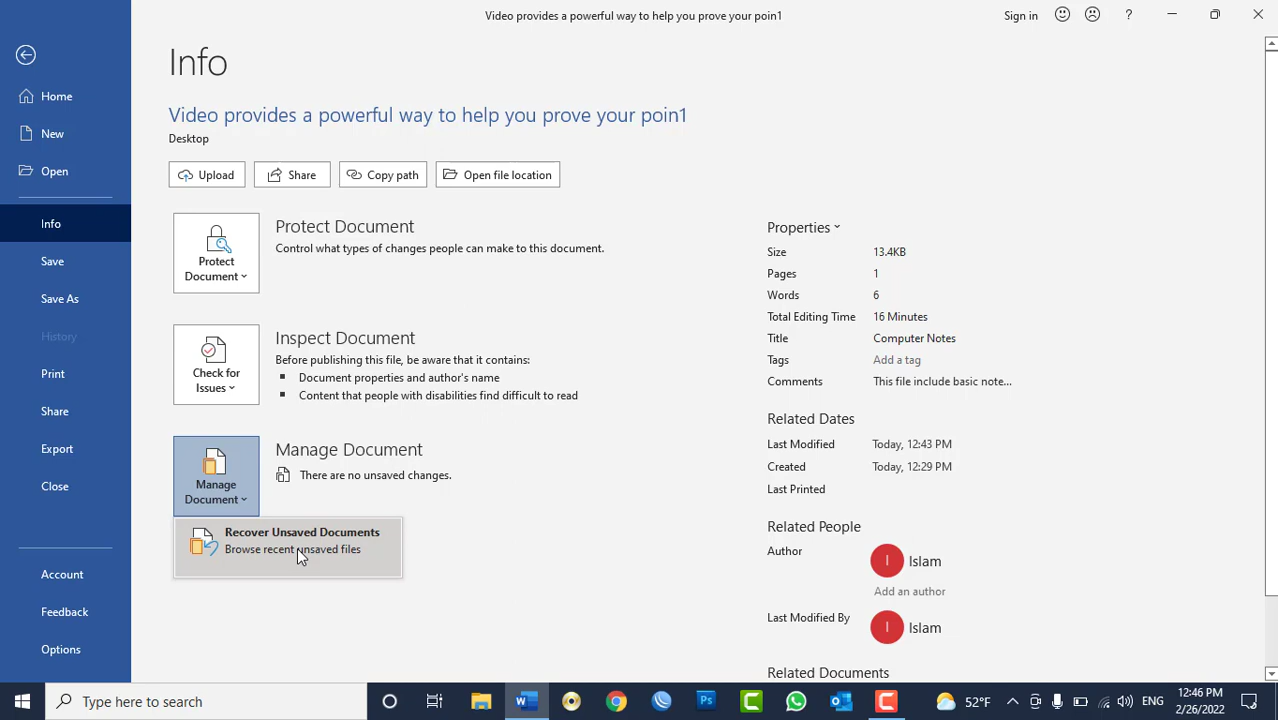 Video provides a powerful way to help you prove your poin1
Sign in
?
Info
Home
New
Open
Info
Save
Save As
History
Print
Share
Export
Close
Account
Feedback
Options
Video provides a powerful way to help you prove your poin1
Desktop
Upload
Share
Copy path
Open file location
Protect
Document
Protect Document
Control what types of changes people can make to this document.
Check for
Issues
Inspect Document
Before publishing this file, be aware that it contains:
Document properties and author's name
Content that people with disabilities find difficult to read
Manage
Document
Manage Document
There are no unsaved changes.
Recover Unsaved Documents
Browse recent unsaved files
Properties
Size 13.4KB
Pages 1
Words 6
Total Editing Time 16 Minutes
Title Computer Notes
Tags Add a tag
Comments This file include basic note...
Related Dates
Last Modified Today, 12:43 PM
Created Today, 12:29 PM
Last Printed
Related People
Author I Islam
Add an author
Last Modified By I Islam
Related Documents
Type here to search
Ps
52°F
ENG
12:46 PM
2/26/2022